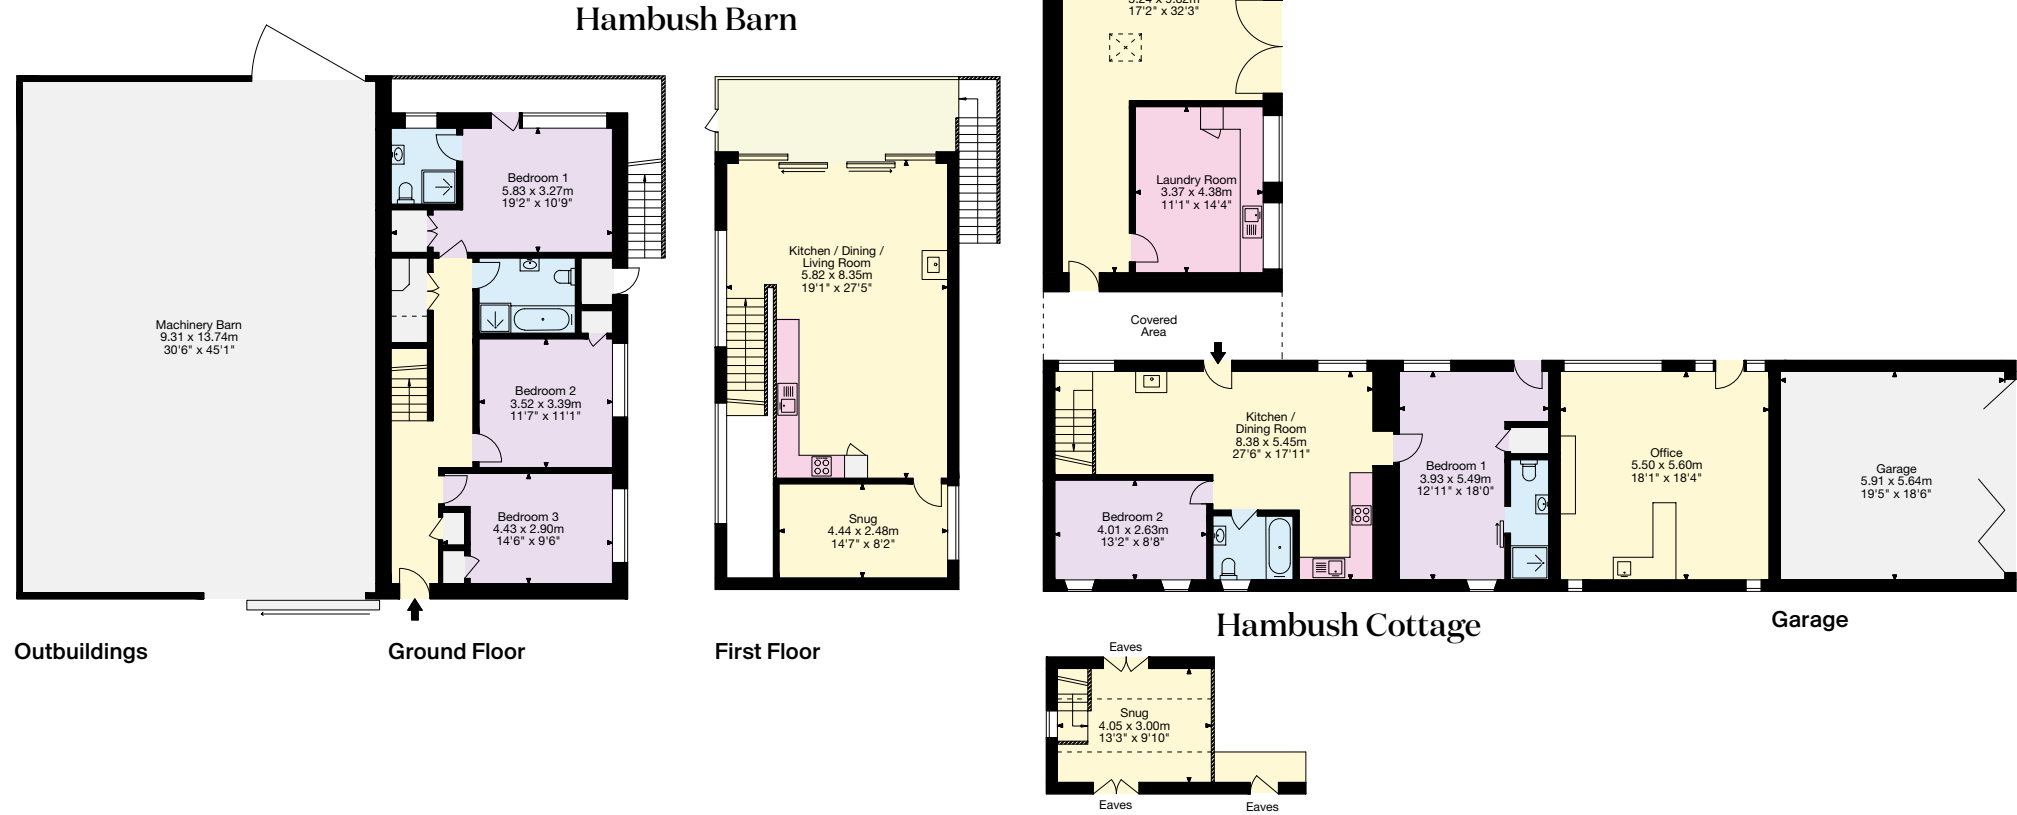 Hambush Barn
17'2" x 32'3"
Bedroom 1
5.83 x 3.27m
19'2" x 10'9"
Laundry Room
3.37 x 4.38m
11'1" x 14'4"
Kitchen / Dining /
Living Room
5.82 x 8.35m
19'1" x 27'5"
Machinery Barn
9.31 x 13.74m
30'6" x 45'1"
Covered
Area
Bedroom 2
3.52 x 3.39m
11'7" x 11'1"
Kitchen /
Dining Room
8.38 x 5.45m
27'6" x 17'11"
Bedroom 1
3.93 x 5.49m
12'11" x 18'0"
Office
5.50 x 5.60m
18'1" x 18'4"
Garage
5.91 x 5.64m
19'5" x 18'6"
Bedroom 3
4.43 x 2.90m
14'6" x 9'6"
Snug
4.44 x 2.48m
14'7" x 8'2"
Bedroom 2
4.01 x 2.63m
13'2" x 8'8"
Hambush Cottage
Garage
Outbuildings
Ground Floor
First Floor
Eaves
Snug
4.05 x 3.00m
13'3" x 9'10"
Eaves
Eaves